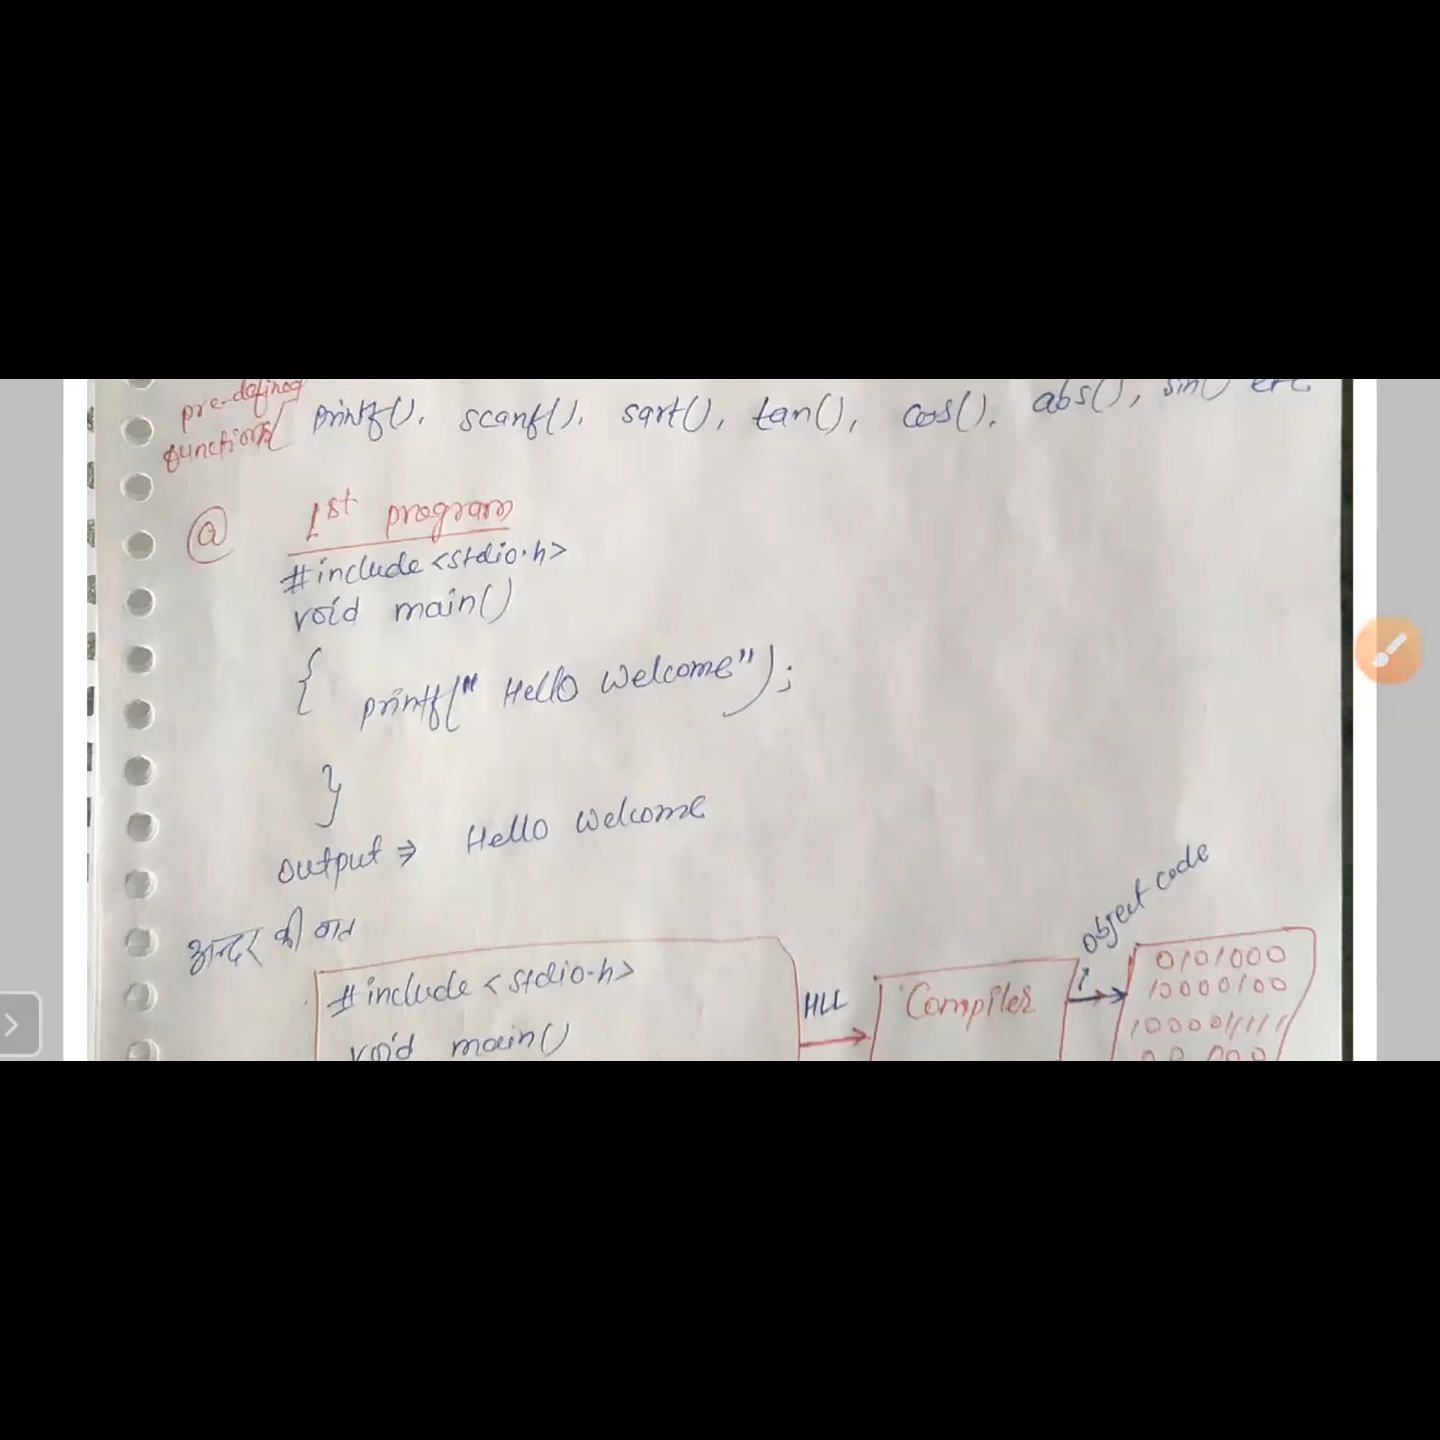 pre-defined
functions printf(), scanf(), sqrt(), tan(), cos(), abs(), sin() etc
a 1st program
#include <stdio.h>
void main()
{ printf(" Hello Welcome");
}
output ⇒ Hello Welcome
अन्दर की बात
object code
#include <stdio.h> HLL Compiler 0101000
10000100
void main() 100001111